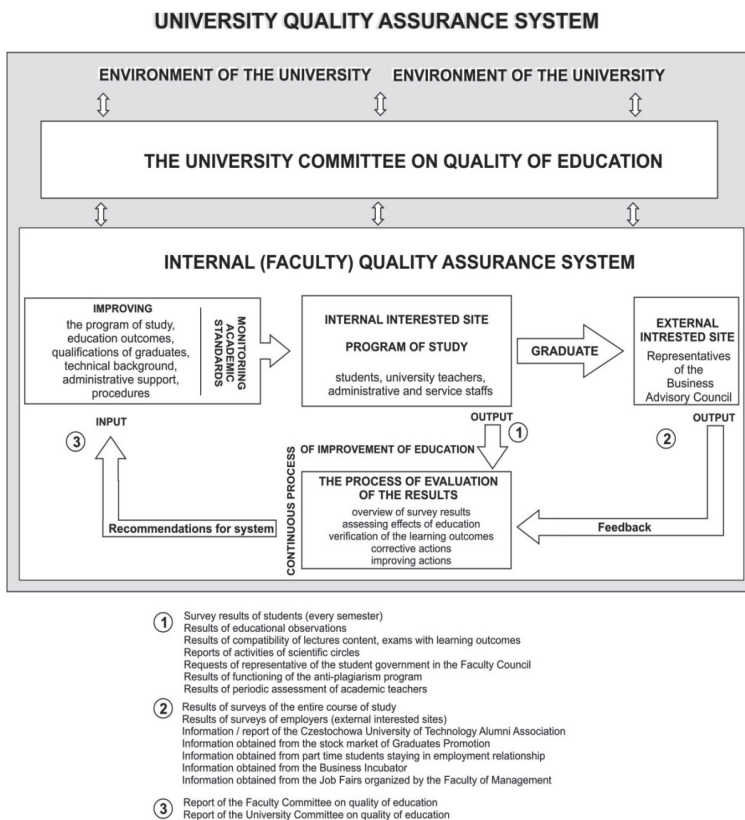 UNIVERSITY QUALITY ASSURANCE SYSTEM
ENVIRONMENT OF THE UNIVERSITY ENVIRONMENT OF THE UNIVERSITY
THE UNIVERSITY COMMITTEE ON QUALITY OF EDUCATION
INTERNAL (FACULTY) QUALITY ASSURANCE SYSTEM
IMPROVING
the program of study,
education outcomes,
qualifications of graduates,
technical background,
administrative support,
procedures
MONITORIING
ACADEMIC
STANDARDS
INTERNAL INTERESTED SITE
PROGRAM OF STUDY
students, university teachers,
administrative and service staffs
GRADUATE
EXTERNAL
INTRESTED SITE
Representatives
of the
Business
Advisory Council
INPUT
3
OUTPUT
1
OUTPUT
2
CONTINUOUS PROCESS
OF IMPROVEMENT OF EDUCATION
THE PROCESS OF EVALUATION
OF THE RESULTS
overview of survey results
assessing effects of education
verification of the learning outcomes
corrective actions
improving actions
Recommendations for system
Feedback
1 Survey results of students (every semester)
Results of educational observations
Results of compatibility of lectures content, exams with learning outcomes
Reports of activities of scientific circles
Requests of representative of the student government in the Faculty Council
Results of functioning of the anti-plagiarism program
Results of periodic assessment of academic teachers
2 Results of surveys of the entire course of study
Results of surveys of employers (external interested sites)
Information / report of the Czestochowa University of Technology Alumni Association
Information obtained from the stock market of Graduates Promotion
Information obtained from part time students staying in employment relationship
Information obtained from the Business Incubator
Information obtained from the Job Fairs organized by the Faculty of Management
3 Report of the Faculty Committee on quality of education
Report of the University Committee on quality of education